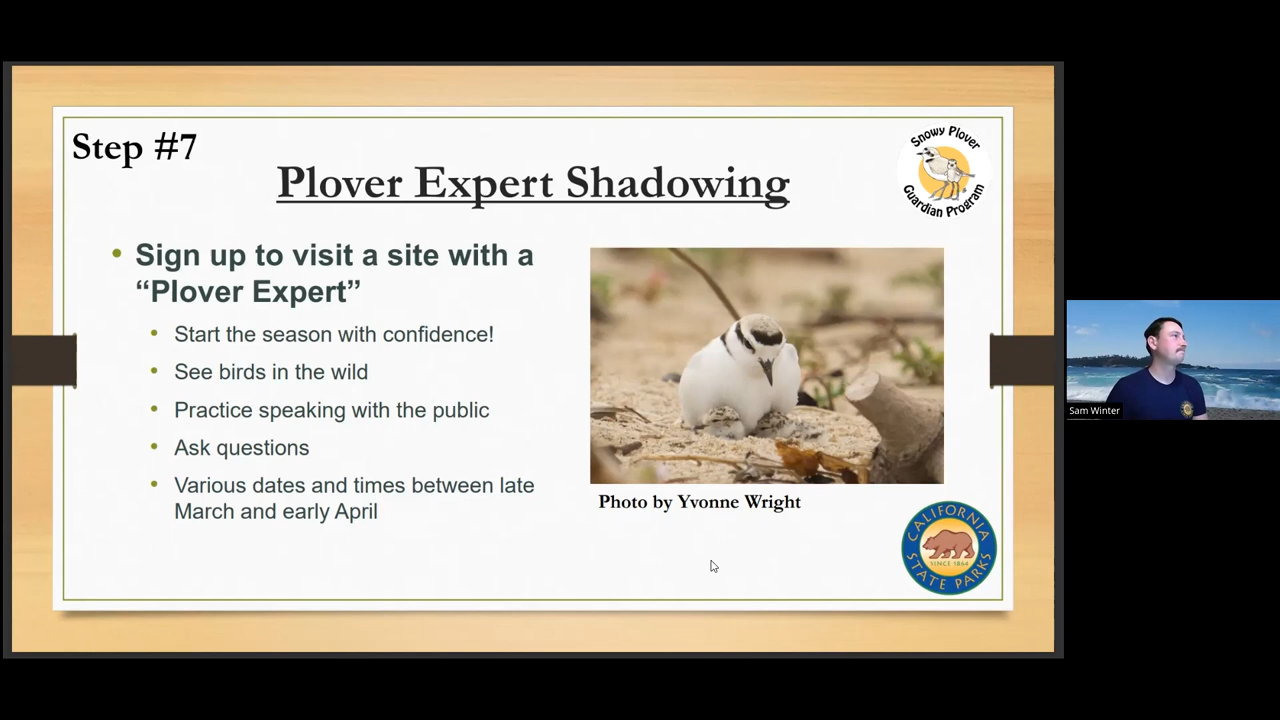 Step #7
Snowy Plover
Guardian Program
Plover Expert Shadowing
Sign up to visit a site with a
“Plover Expert”
Start the season with confidence!
See birds in the wild
Practice speaking with the public
Ask questions
Various dates and times between late
March and early April
Photo by Yvonne Wright
CALIFORNIA
SINCE 1864
STATE PARKS
Sam Winter